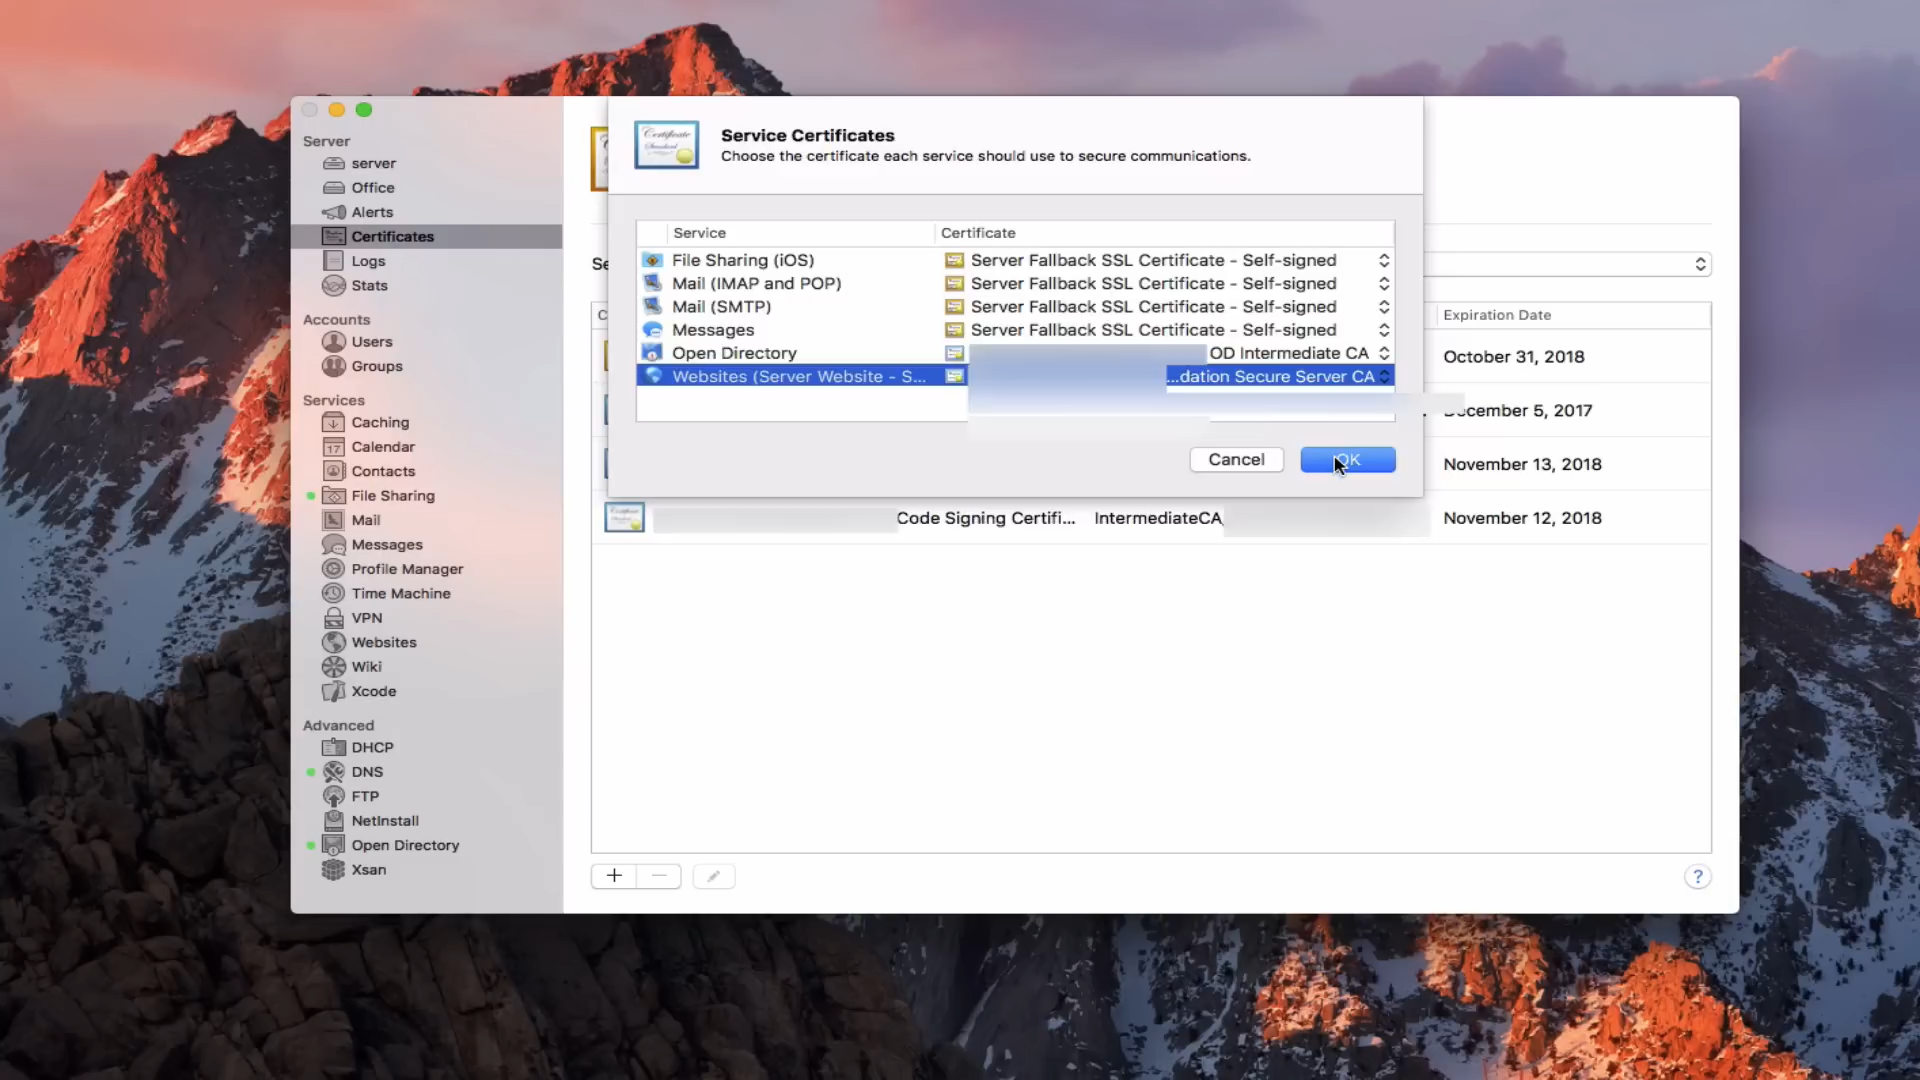 Server
server
Office
Alerts
Certificates
Logs
Stats
Accounts
Users
Groups
Services
Caching
Calendar
Contacts
File Sharing
Mail
Messages
Profile Manager
Time Machine
VPN
Websites
Wiki
Xcode
Advanced
DHCP
DNS
FTP
NetInstall
Open Directory
Xsan
Service Certificates
Choose the certificate each service should use to secure communications.
Service Certificate
File Sharing (iOS) Server Fallback SSL Certificate - Self-signed
Mail (IMAP and POP) Server Fallback SSL Certificate - Self-signed
Mail (SMTP) Server Fallback SSL Certificate - Self-signed
Messages Server Fallback SSL Certificate - Self-signed
Open Directory OD Intermediate CA
Websites (Server Website - S... ...dation Secure Server CA
Cancel OK
Expiration Date
October 31, 2018
December 5, 2017
November 13, 2018
Code Signing Certifi... IntermediateCA November 12, 2018
?